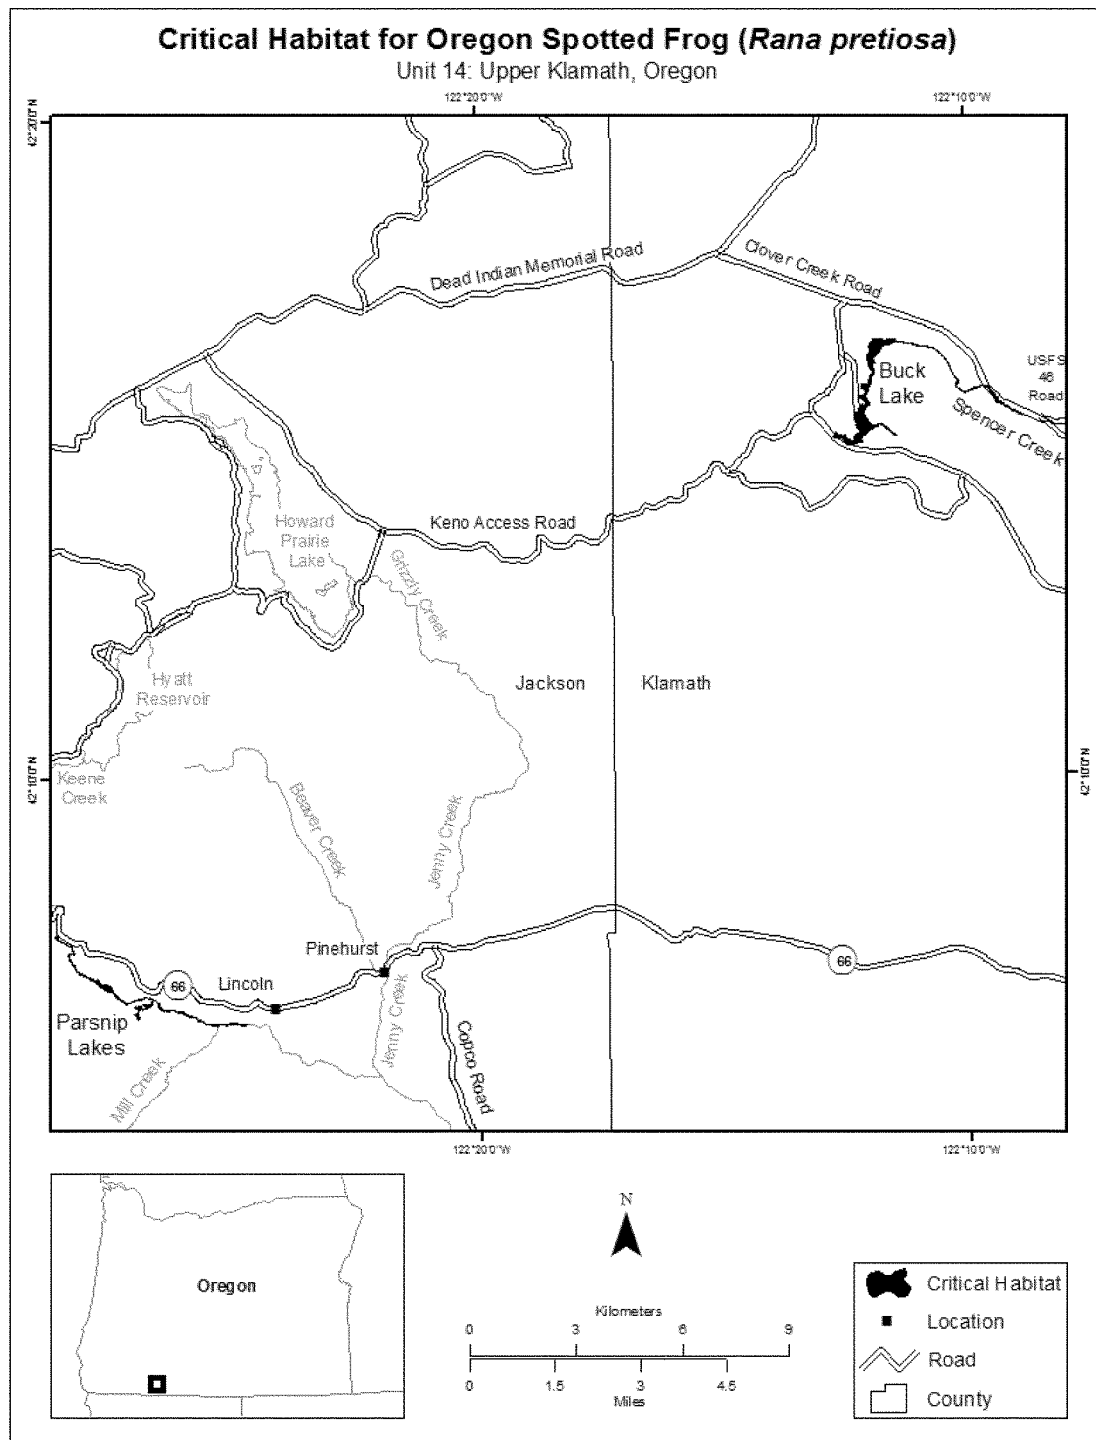 Critical Habitat for Oregon Spotted Frog (Rana pretiosa)
Unit 14: Upper Klamath, Oregon
122°20'0"W
122°10'0"W
42°20'0"N
Dead Indian Memorial Road
Clover Creek Road
Buck
Lake
USFS
46
Road
Spencer Creek
Howard
Prairie
Lake
Keno Access Road
Grizzly Creek
Jackson
Klamath
Hyatt
Reservoir
42°10'0"N
42°10'0"N
Keene
Creek
Beaver Creek
Jenny Creek
Pinehurst
Lincoln
66
66
Parsnip
Lakes
Jenny Creek
Copco Road
Mill Creek
122°20'0"W
122°10'0"W
Oregon
N
Kilometers
0 3 6 9
0 1.5 3 4.5
Miles
Critical Habitat
Location
Road
County